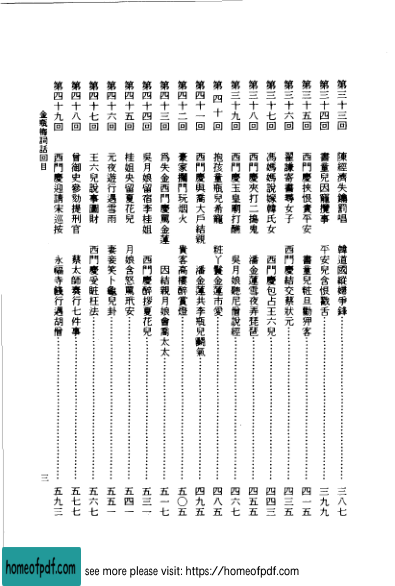 第三十三回 陳經濟失鑰罰唱 韓道國縱婦爭鋒 三八七
第三十四回 書童兒因寵攬事 平安兒含恨戳舌 三九九
第三十五回 西門慶挾恨責平安 書童兒粧旦勸狎客 四一五
第三十六回 翟謙寄書尋女子 西門慶結交蔡狀元 四三五
第三十七回 馮媽媽說嫁韓氏女 西門慶包占王六兒 四四三
第三十八回 西門慶夾打二搗鬼 潘金蓮雪夜弄琵琶 四五五
第三十九回 西門慶玉皇廟打醮 吳月娘聽尼僧說經 四六七
第四十回 抱孩童瓶兒希寵 粧丫鬟金蓮市愛 四八五
第四十一回 西門慶與喬大戶結親 潘金蓮共李瓶兒鬭氣 四九五
第四十二回 豪家攔門玩烟火 貴客高樓醉賞燈 五〇五
第四十三回 爲失金西門慶罵金蓮 因結親月娘會喬太太 五一七
第四十四回 吳月娘留宿李桂姐 西門慶醉拶夏花兒 五三一
第四十五回 桂姐央留夏花兒 月娘含怒罵玳安 五四一
第四十六回 元夜遊行遇雪雨 妻妾笑卜龜兒卦 五五一
第四十七回 王六兒說事圖財 西門慶受贓枉法 五六七
第四十八回 曾御史參劾提刑官 蔡太師奏行七件事 五七七
第四十九回 西門慶迎請宋巡按 永福寺餞行遇胡僧 五九三
金瓶梅詞話回目 三
homeofpdf.com
see more please visit: https://homeofpdf.com